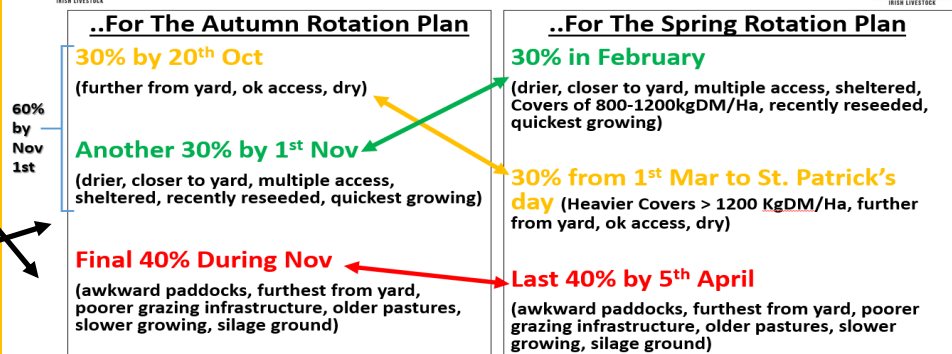 IRISH LIVESTOCK
IRISH LIVESTOCK
..For The Autumn Rotation Plan
30% by 20th Oct
(further from yard, ok access, dry)
60%
by
Nov
1st
Another 30% by 1st Nov
(drier, closer to yard, multiple access,
sheltered, recently reseeded, quickest growing)
Final 40% During Nov
(awkward paddocks, furthest from yard,
poorer grazing infrastructure, older pastures,
slower growing, silage ground)
..For The Spring Rotation Plan
30% in February
(drier, closer to yard, multiple access, sheltered,
Covers of 800-1200kgDM/Ha, recently reseeded,
quickest growing)
30% from 1st Mar to St. Patrick's
day (Heavier Covers > 1200 KgDM/Ha, further
from yard, ok access, dry)
Last 40% by 5th April
(awkward paddocks, furthest from yard, poorer
grazing infrastructure, older pastures, slower
growing, silage ground)